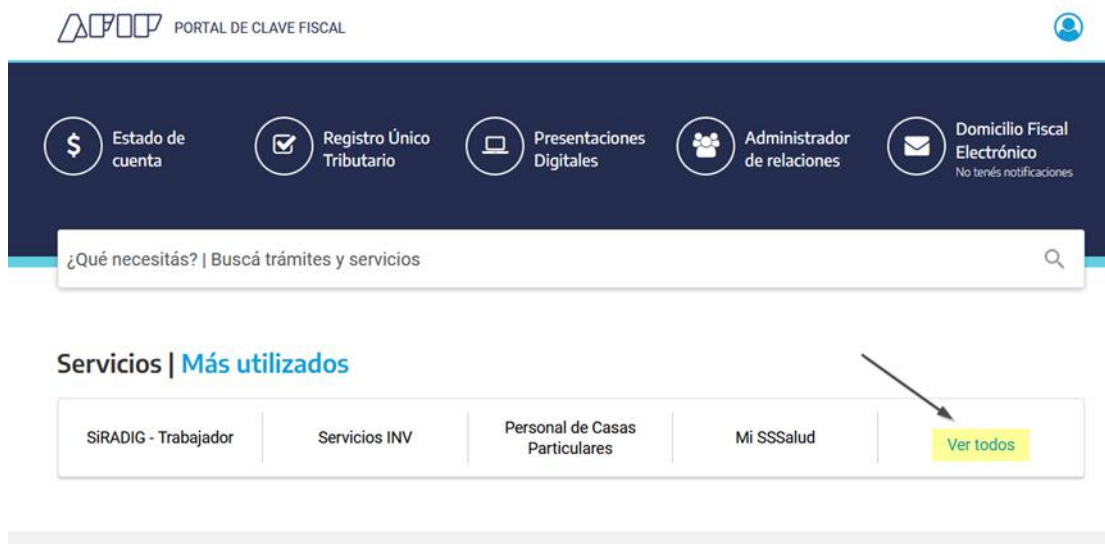 AFIP PORTAL DE CLAVE FISCAL
Estado de
cuenta
Registro Único
Tributario
Presentaciones
Digitales
Administrador
de relaciones
Domicilio Fiscal
Electrónico
No tenés notificaciones
¿Qué necesitás? | Buscá trámites y servicios
Servicios | Más utilizados
SiRADIG - Trabajador
Servicios INV
Personal de Casas
Particulares
Mi SSSalud
Ver todos